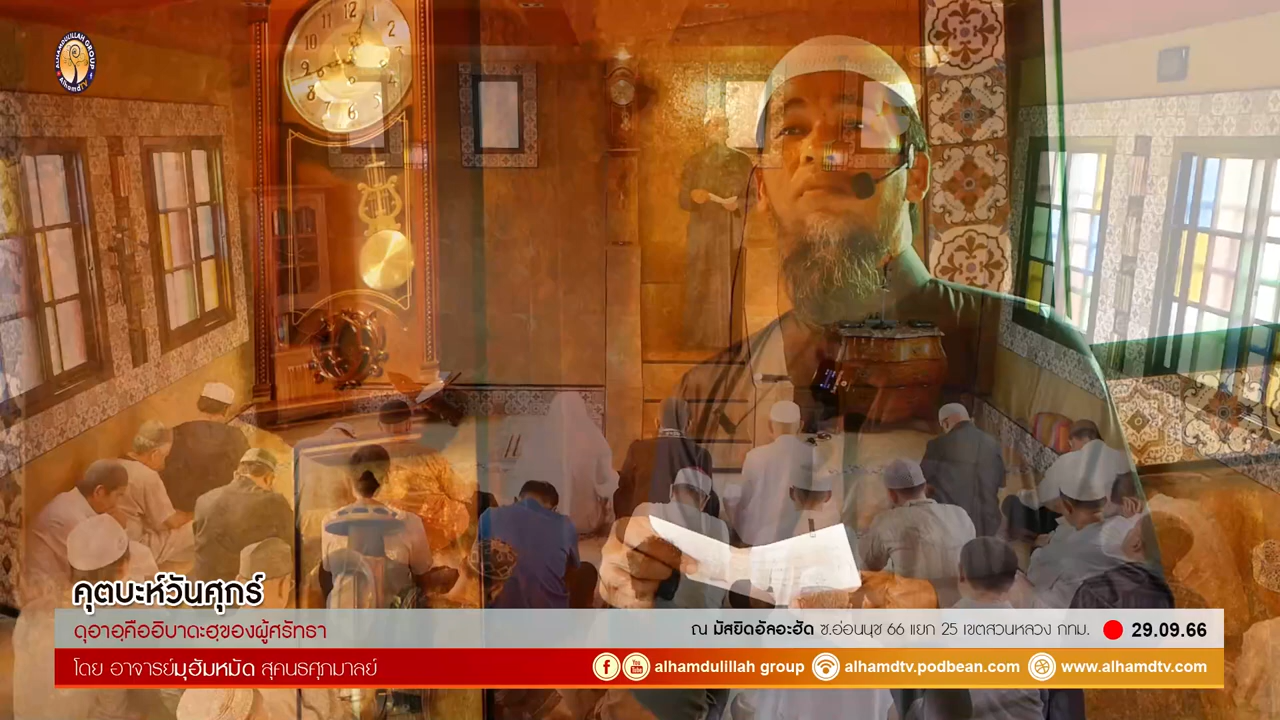 ALHAMDULILLAH GROUP
AlhamdTV
คุตบะห์วันศุกร์
ดุอาอฺคืออิบาดะฮฺของผู้ศรัทธา
ณ มัสยิดอัลอะฮัด ซ.อ่อนนุช 66 แยก 25 เขตสวนหลวง กทม. 29.09.66
โดย อาจารย์มุฮัมหมัด สุคนธศุภมาลย์
alhamdulillah group alhamdtv.podbean.com www.alhamdtv.com